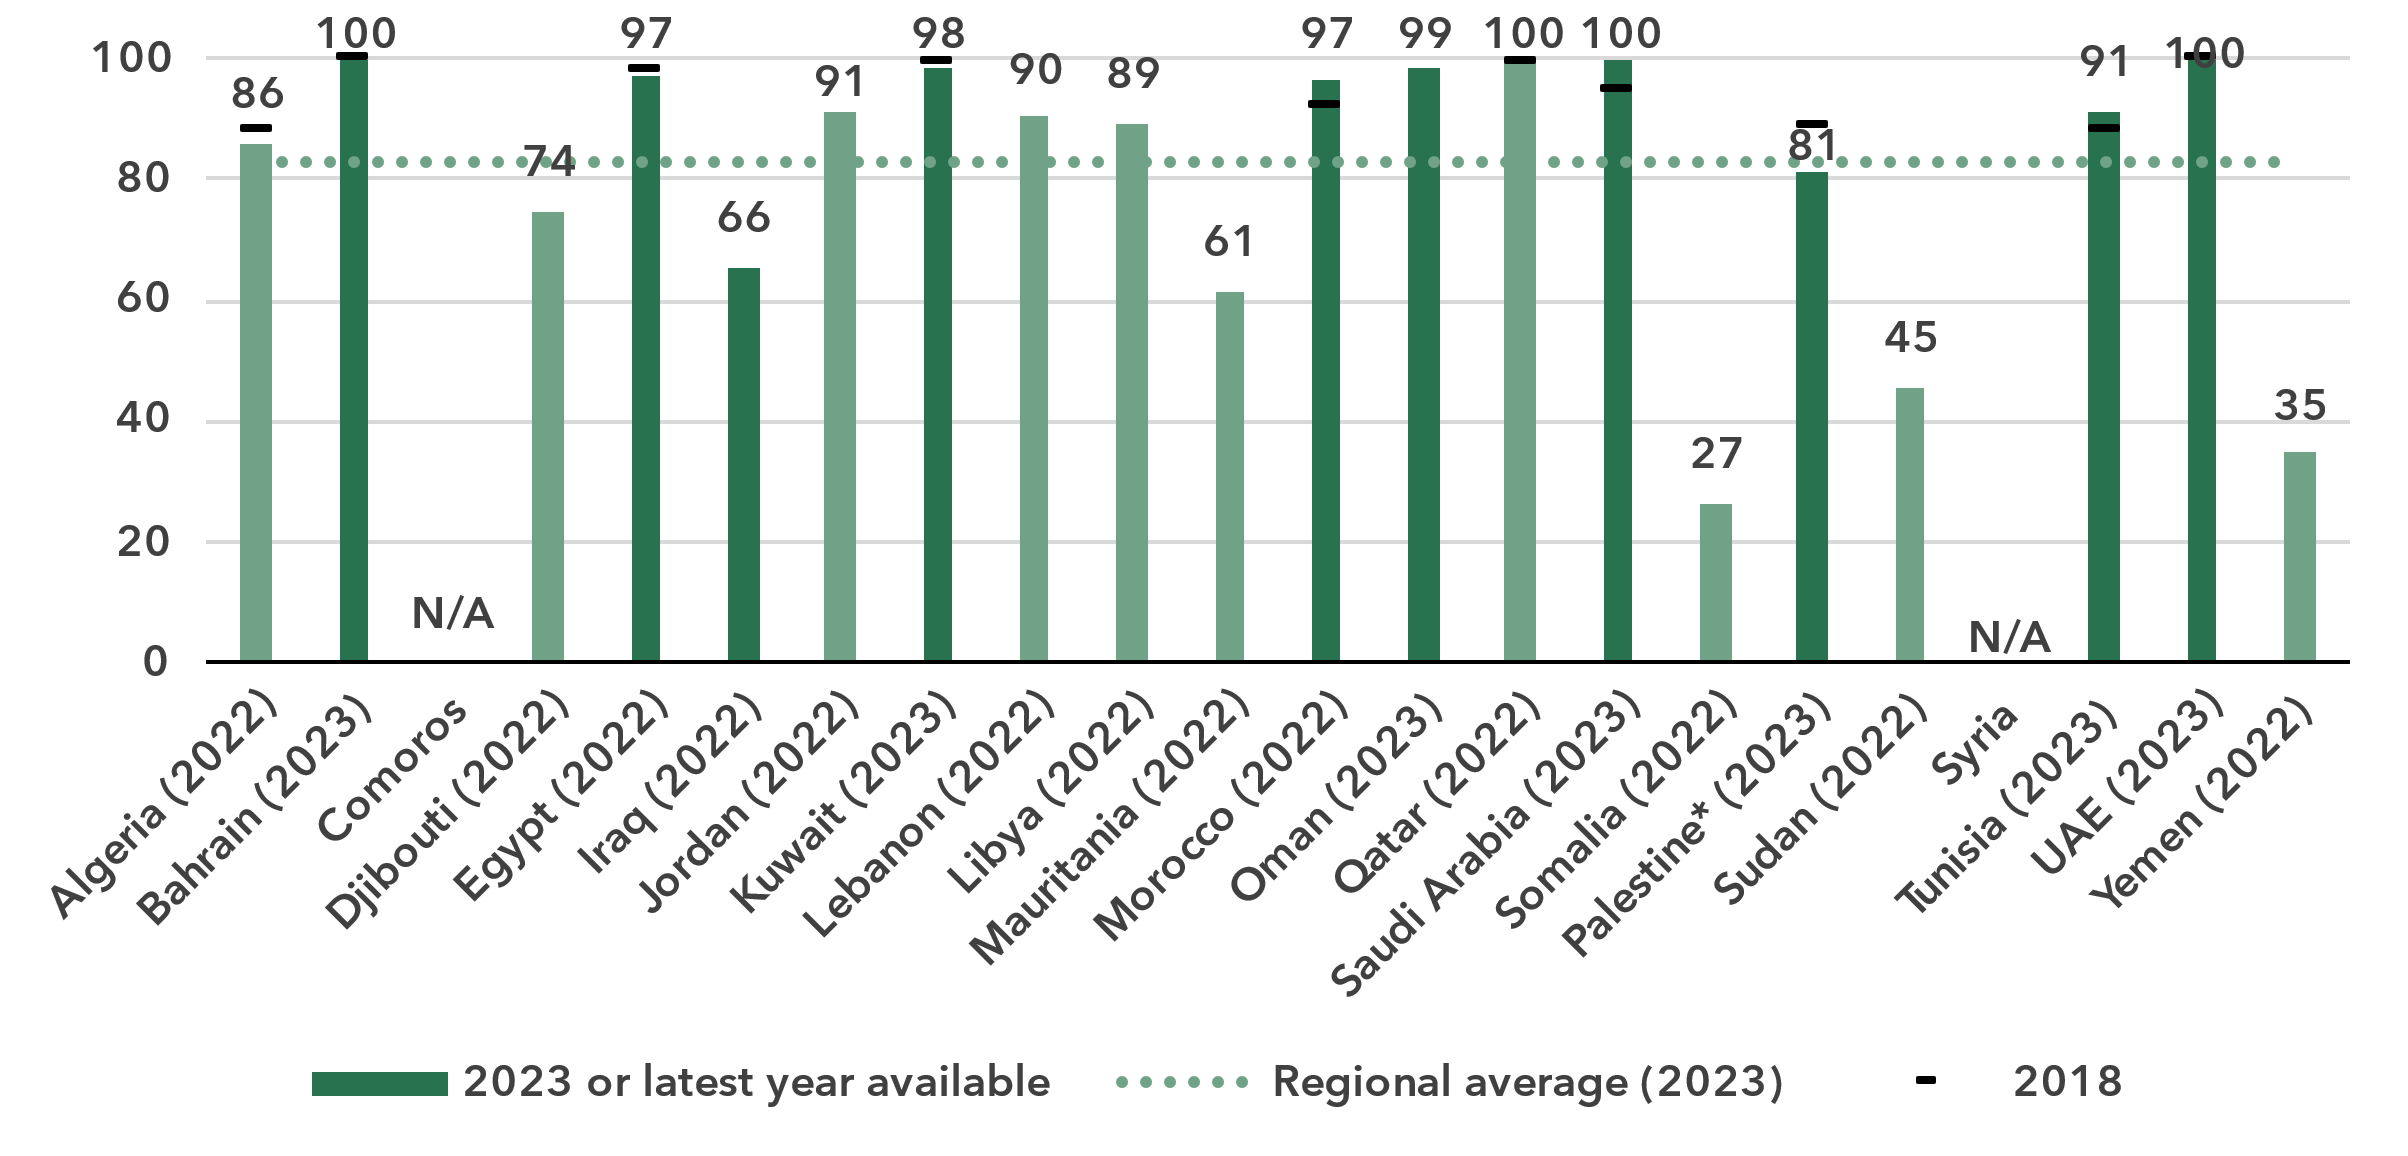 100
80
60
40
20
0
86
100
N/A
74
97
66
91
98
90
89
61
97
99
100
100
27
81
45
N/A
91
100
35
Algeria (2022)
Bahrain (2023)
Comoros
Djibouti (2022)
Egypt (2022)
Iraq (2022)
Jordan (2022)
Kuwait (2023)
Lebanon (2022)
Libya (2022)
Mauritania (2022)
Morocco (2022)
Oman (2023)
Qatar (2022)
Saudi Arabia (2023)
Somalia (2022)
Palestine* (2023)
Sudan (2022)
Syria
Tunisia (2023)
UAE (2023)
Yemen (2022)
2023 or latest year available
Regional average (2023)
2018